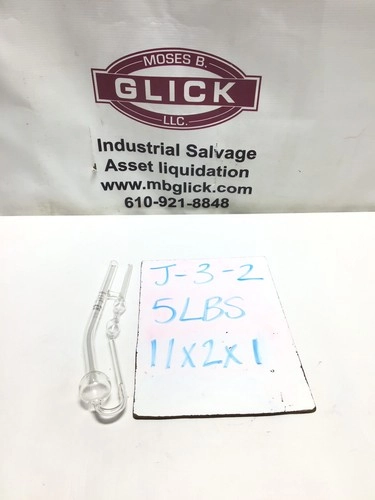 MOSES B.
GLICK
LLC.
Industrial Salvage
Asset liquidation
www.mbglick.com
610-921-8848
J-3-2
5LBS
11x2x1